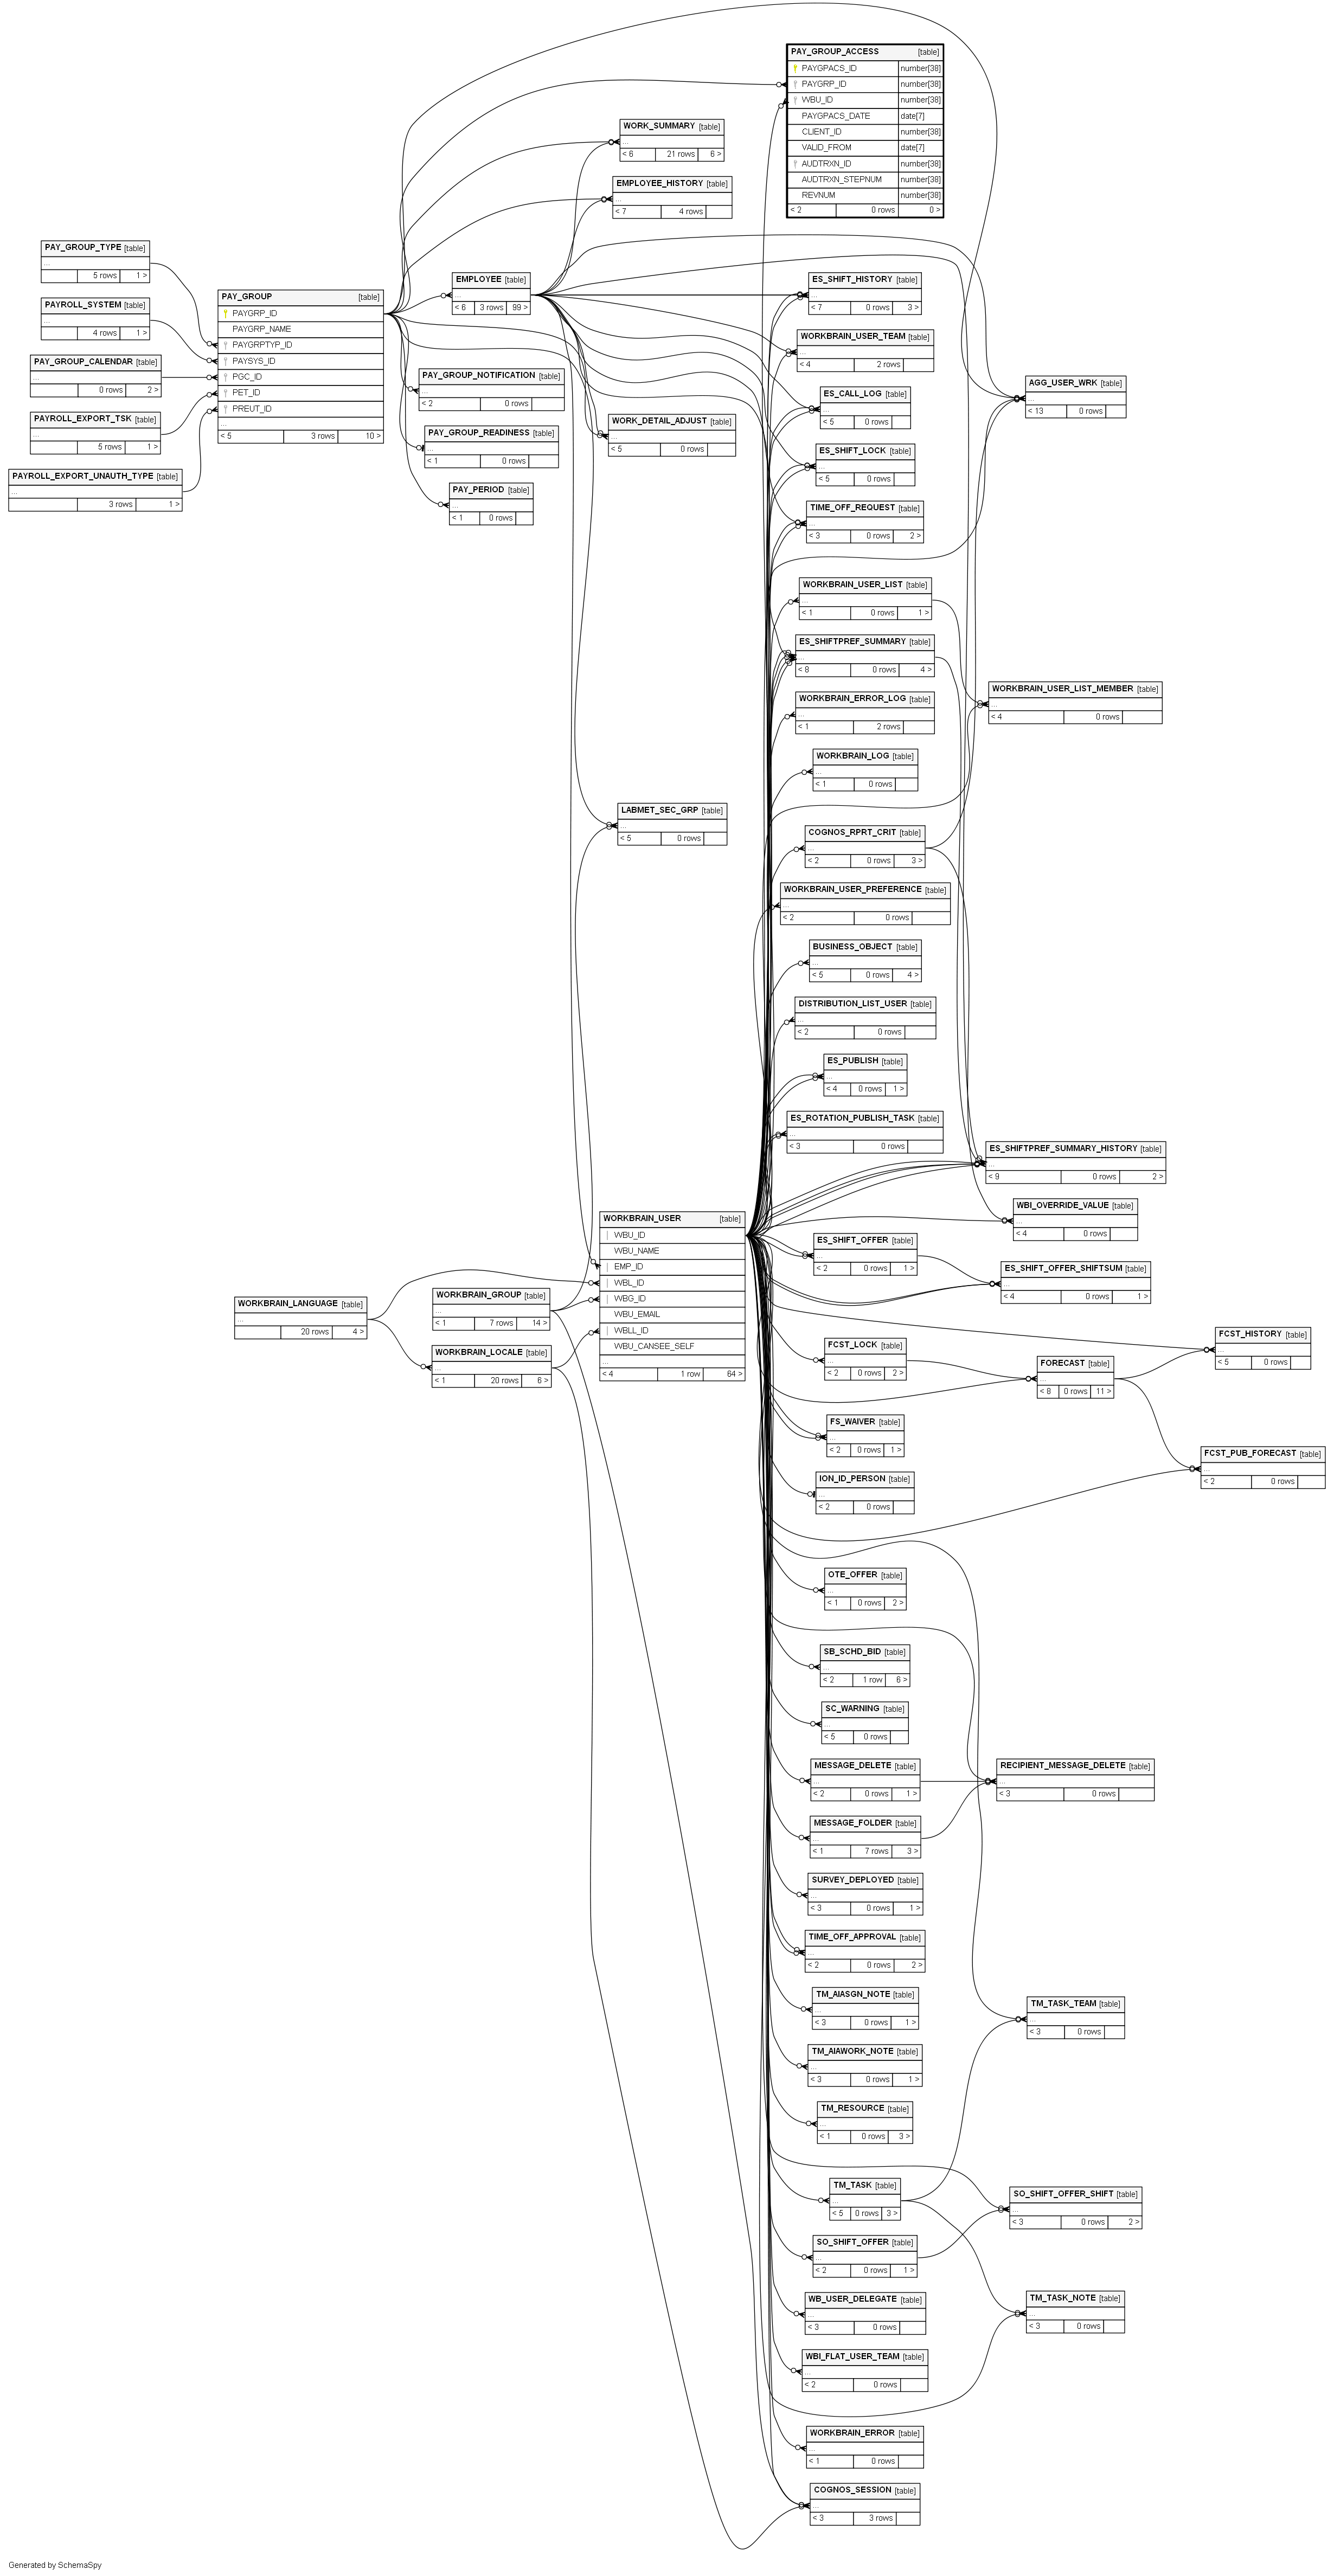 PAY_GROUP_ACCESS [table]
PAYGPACS_ID number[38]
PAYGRP_ID number[38]
WBU_ID number[38]
PAYGPACS_DATE date[7]
CLIENT_ID number[38]
VALID_FROM date[7]
AUDTRXN_ID number[38]
AUDTRXN_STEPNUM number[38]
REVNUM number[38]
< 2 0 rows 0 >
WORK_SUMMARY [table]
...
< 6 21 rows 6 >
EMPLOYEE_HISTORY [table]
...
< 7 4 rows
PAY_GROUP_TYPE [table]
...
5 rows 1 >
PAYROLL_SYSTEM [table]
...
4 rows 1 >
PAY_GROUP_CALENDAR [table]
...
0 rows 2 >
PAYROLL_EXPORT_TSK [table]
...
5 rows 1 >
PAYROLL_EXPORT_UNAUTH_TYPE [table]
...
3 rows 1 >
PAY_GROUP [table]
PAYGRP_ID
PAYGRP_NAME
PAYGRPTYP_ID
PAYSYS_ID
PGC_ID
PET_ID
PREUT_ID
...
< 5 3 rows 10 >
EMPLOYEE [table]
...
< 6 3 rows 99 >
PAY_GROUP_NOTIFICATION [table]
...
< 2 0 rows
PAY_GROUP_READINESS [table]
...
< 1 0 rows
PAY_PERIOD [table]
...
< 1 0 rows
WORK_DETAIL_ADJUST [table]
...
< 5 0 rows
ES_SHIFT_HISTORY [table]
...
< 7 0 rows 3 >
WORKBRAIN_USER_TEAM [table]
...
< 4 2 rows
ES_CALL_LOG [table]
...
< 5 0 rows
ES_SHIFT_LOCK [table]
...
< 5 0 rows
TIME_OFF_REQUEST [table]
...
< 3 0 rows 2 >
AGG_USER_WRK [table]
...
< 13 0 rows
WORKBRAIN_USER_LIST [table]
...
< 1 0 rows 1 >
ES_SHIFTPREF_SUMMARY [table]
...
< 8 0 rows 4 >
WORKBRAIN_USER_LIST_MEMBER [table]
...
< 4 0 rows
WORKBRAIN_ERROR_LOG [table]
...
< 1 2 rows
WORKBRAIN_LOG [table]
...
< 1 0 rows
LABMET_SEC_GRP [table]
...
< 5 0 rows
COGNOS_RPRT_CRIT [table]
...
< 2 0 rows 3 >
WORKBRAIN_USER_PREFERENCE [table]
...
< 2 0 rows
BUSINESS_OBJECT [table]
...
< 5 0 rows 4 >
DISTRIBUTION_LIST_USER [table]
...
< 2 0 rows
ES_PUBLISH [table]
...
< 4 0 rows 1 >
ES_ROTATION_PUBLISH_TASK [table]
...
< 3 0 rows
ES_SHIFTPREF_SUMMARY_HISTORY [table]
...
< 9 0 rows 2 >
WBI_OVERRIDE_VALUE [table]
...
< 4 0 rows
WORKBRAIN_USER [table]
WBU_ID
WBU_NAME
EMP_ID
WBL_ID
WBG_ID
WBU_EMAIL
WBLL_ID
WBU_CANSEE_SELF
...
< 4 1 row 64 >
WORKBRAIN_LANGUAGE [table]
...
20 rows 4 >
WORKBRAIN_GROUP [table]
...
< 1 7 rows 14 >
WORKBRAIN_LOCALE [table]
...
< 1 20 rows 6 >
ES_SHIFT_OFFER [table]
...
< 2 0 rows 1 >
ES_SHIFT_OFFER_SHIFTSUM [table]
...
< 4 0 rows 1 >
FCST_LOCK [table]
...
< 2 0 rows 2 >
FORECAST [table]
...
< 8 0 rows 11 >
FCST_HISTORY [table]
...
< 5 0 rows
FS_WAIVER [table]
...
< 2 0 rows 1 >
FCST_PUB_FORECAST [table]
...
< 2 0 rows
ION_ID_PERSON [table]
...
< 2 0 rows
OTE_OFFER [table]
...
< 1 0 rows 2 >
SB_SCHD_BID [table]
...
< 2 1 row 6 >
SC_WARNING [table]
...
< 5 0 rows
MESSAGE_DELETE [table]
...
< 2 0 rows 1 >
RECIPIENT_MESSAGE_DELETE [table]
...
< 3 0 rows
MESSAGE_FOLDER [table]
...
< 1 7 rows 3 >
SURVEY_DEPLOYED [table]
...
< 3 0 rows 1 >
TIME_OFF_APPROVAL [table]
...
< 2 0 rows 2 >
TM_AIASGN_NOTE [table]
...
< 3 0 rows 1 >
TM_TASK_TEAM [table]
...
< 3 0 rows
TM_AIAWORK_NOTE [table]
...
< 3 0 rows 1 >
TM_RESOURCE [table]
...
< 1 0 rows 3 >
TM_TASK [table]
...
< 5 0 rows 3 >
SO_SHIFT_OFFER_SHIFT [table]
...
< 3 0 rows 2 >
SO_SHIFT_OFFER [table]
...
< 2 0 rows 1 >
WB_USER_DELEGATE [table]
...
< 3 0 rows
TM_TASK_NOTE [table]
...
< 3 0 rows
WBI_FLAT_USER_TEAM [table]
...
< 2 0 rows
WORKBRAIN_ERROR [table]
...
< 1 0 rows
COGNOS_SESSION [table]
...
< 3 3 rows
Generated by SchemaSpy